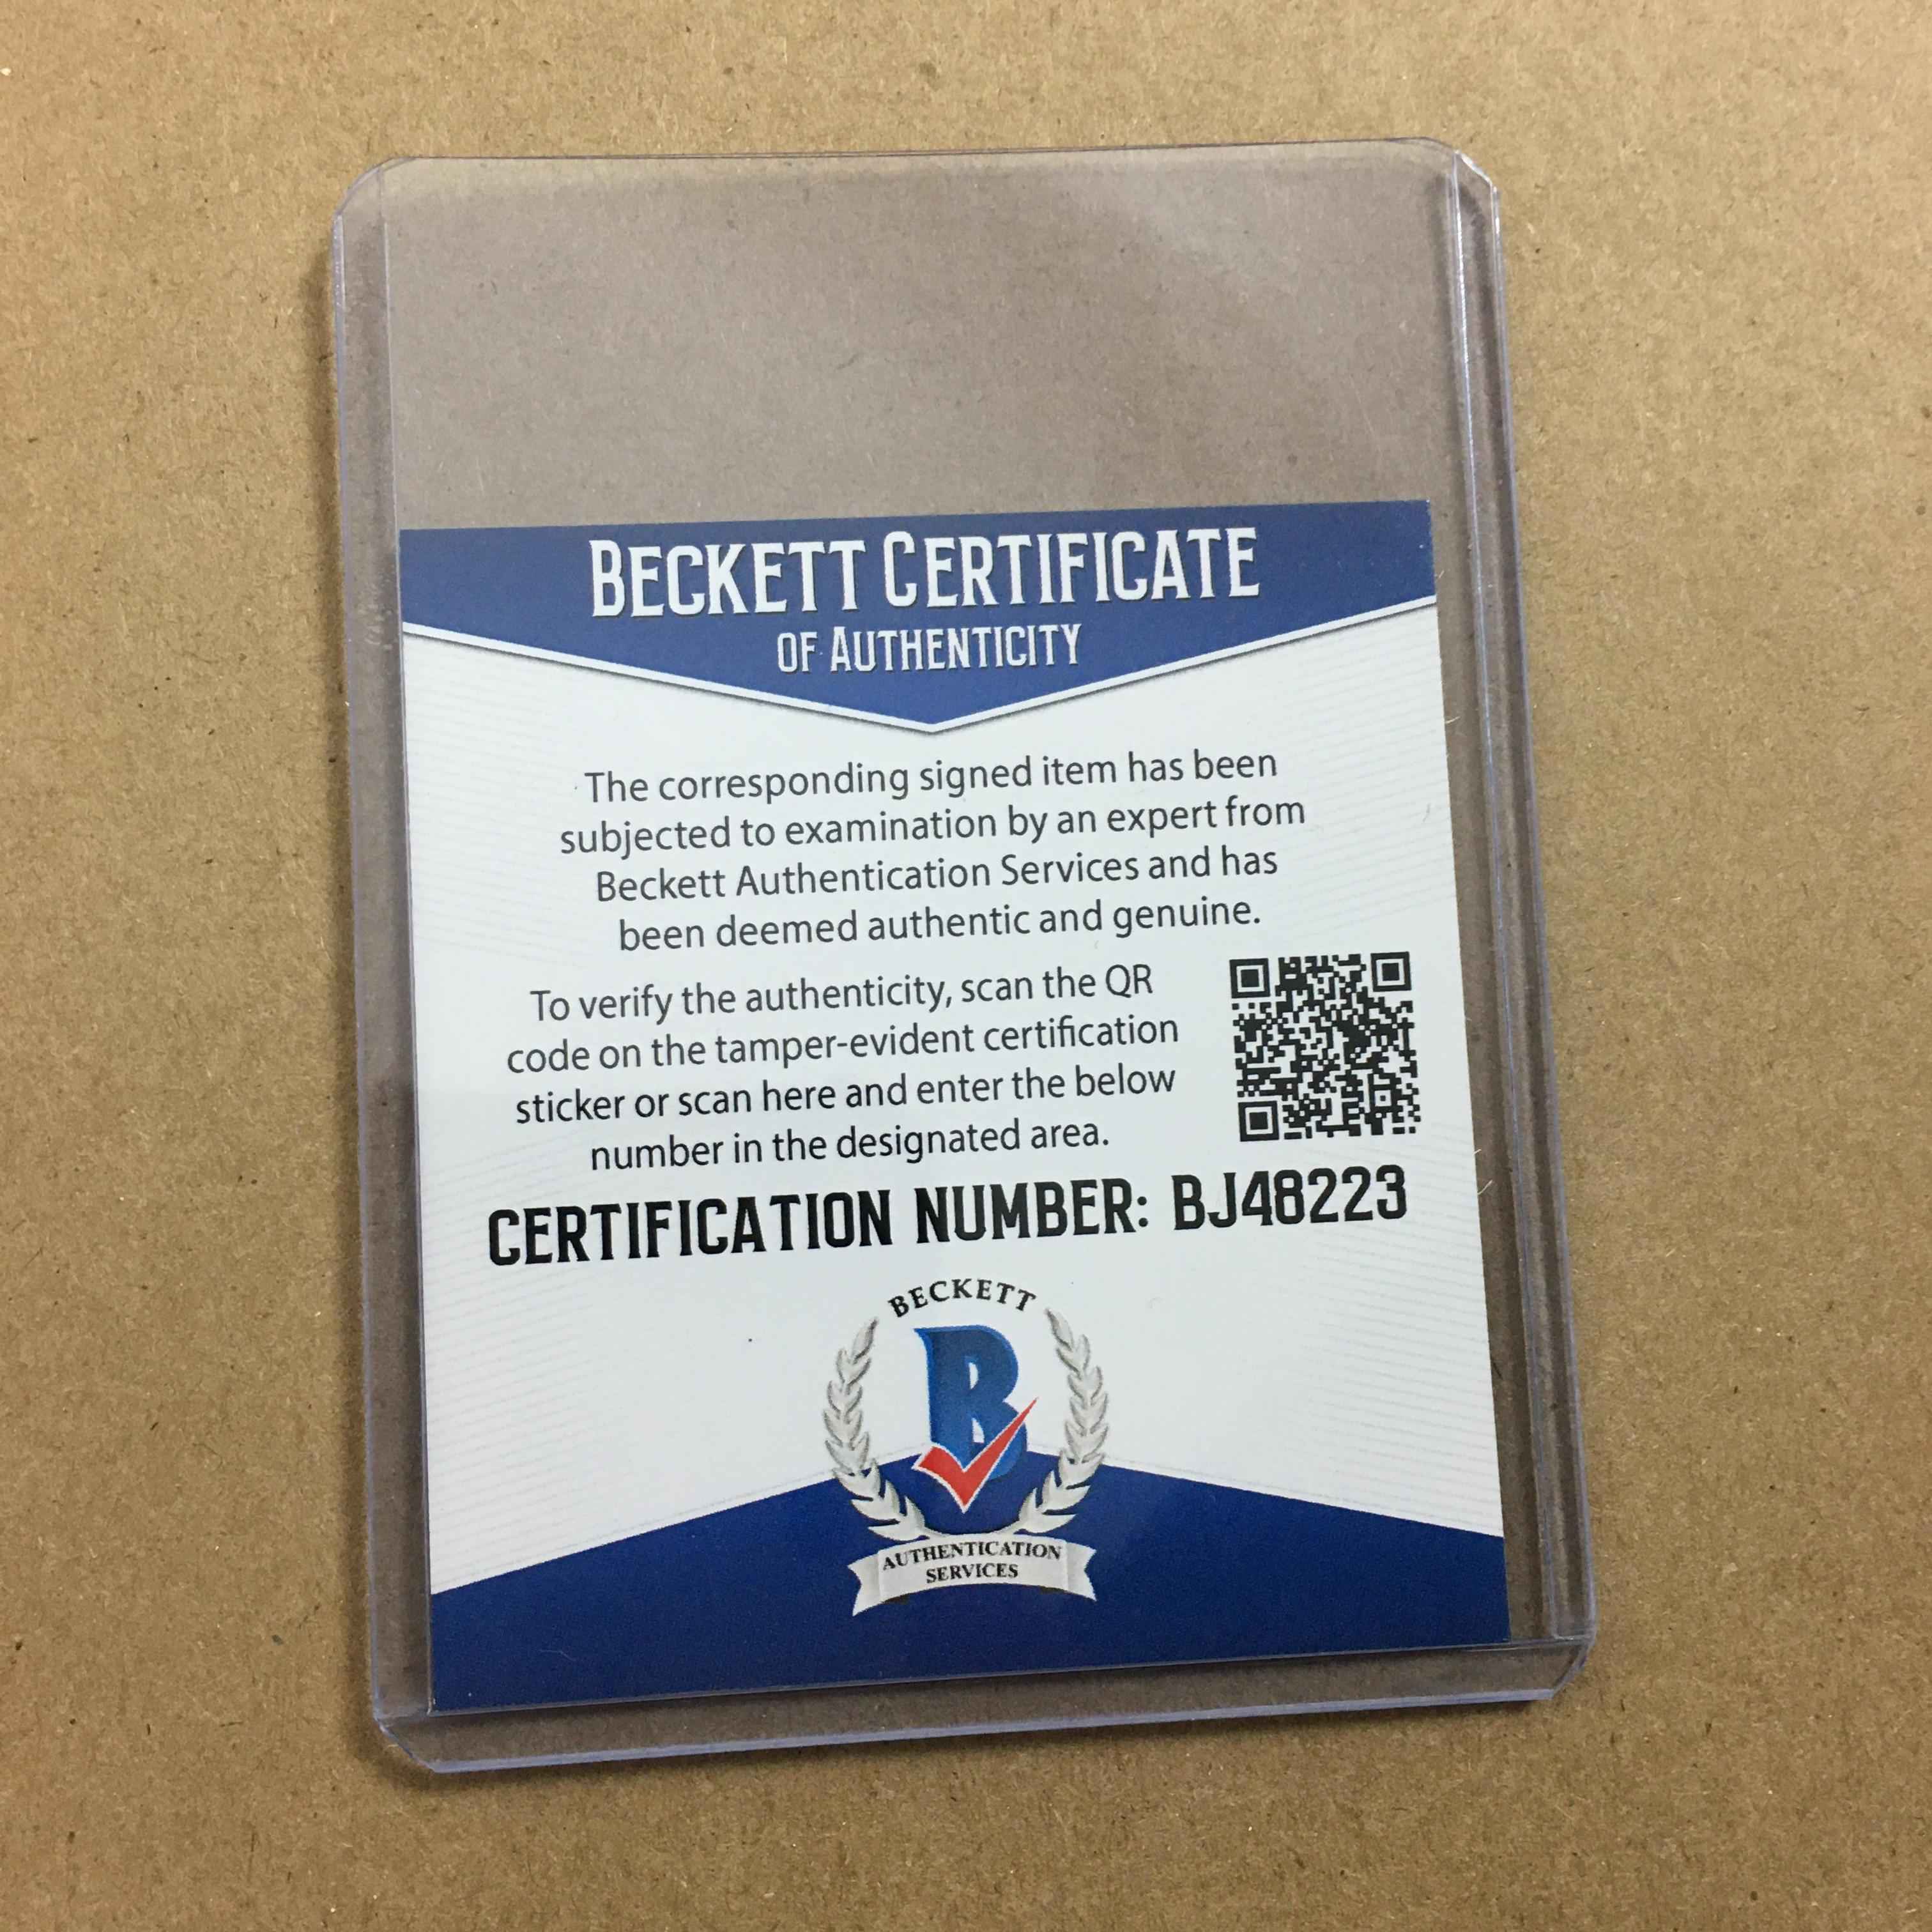 BECKETT CERTIFICATE
OF AUTHENTICITY
The corresponding signed item has been
subjected to examination by an expert from
Beckett Authentication Services and has
been deemed authentic and genuine.
To verify the authenticity, scan the QR
code on the tamper-evident certification
sticker or scan here and enter the below
number in the designated area.
CERTIFICATION NUMBER: BJ48223
BECKETT
B
AUTHENTICATION
SERVICES